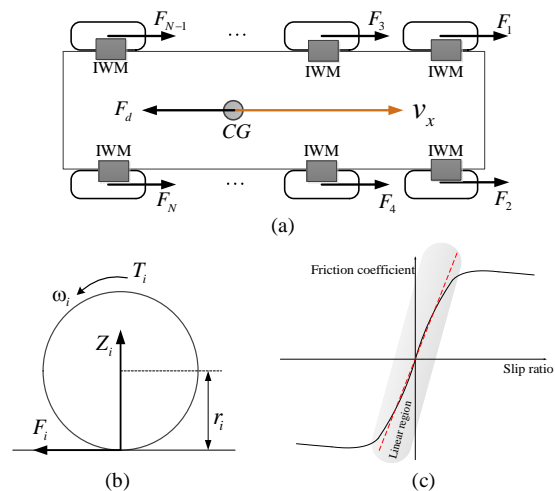 F_{N-1} ... F_3 F_1
IWM IWM IWM
F_d CG v_x
IWM IWM IWM
F_N ... F_4 F_2
(a)
T_i
ω_i
Z_i
F_i r_i
(b)
Friction coefficient
Slip ratio
Linear region
(c)